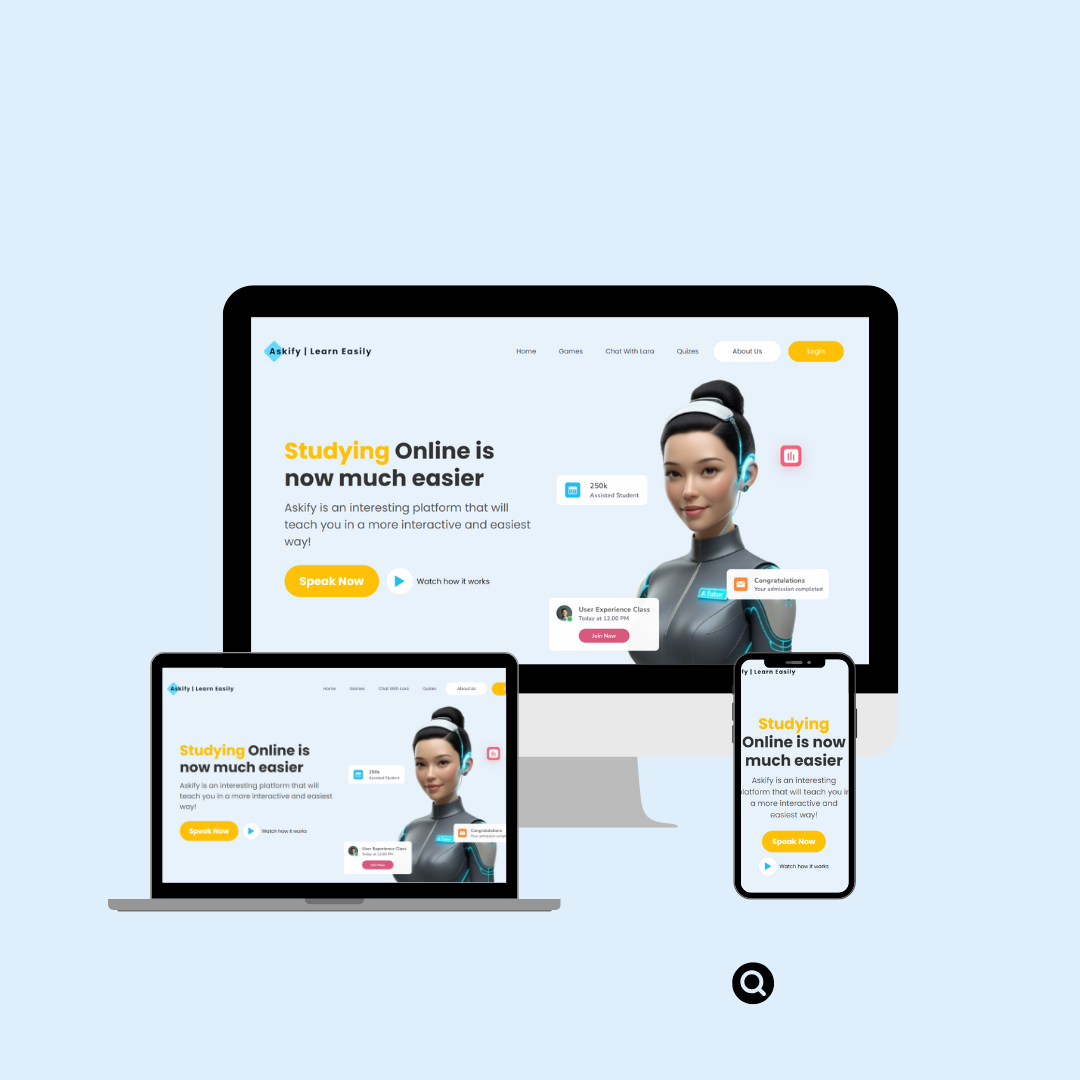 Askify | Learn Easily
Home Games Chat With Lara Quizes About Us Login
Studying Online is
now much easier
Askify is an interesting platform that will
teach you in a more interactive and easiest
way!
Speak Now Watch how it works
250k
Assisted Student
AI Tutor
Congratulations
Your admission completed
User Experience Class
Today at 12.00 PM
Join Now
Askify | Learn Easily
Home Games Chat With Lara Quizes About Us
Studying Online is
now much easier
Askify is an interesting platform that will
teach you in a more interactive and easiest
way!
Speak Now Watch how it works
250k
Assisted Student
Congratulations
Your admission comp
User Experience Class
Today at 12.00 PM
Join Now
fy | Learn Easily
Studying
Online is now
much easier
Askify is an interesting
platform that will teach you in
a more interactive and
easiest way!
Speak Now
Watch how it works